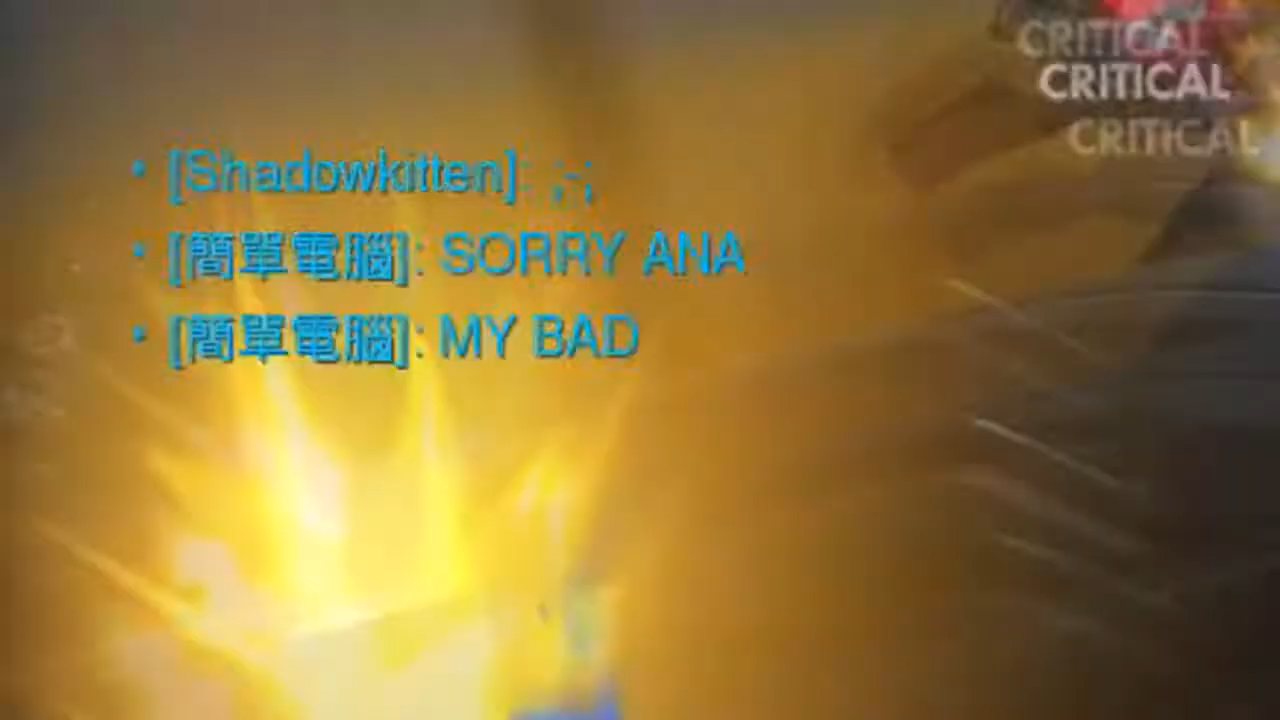 CRITICAL
CRITICAL
CRITICAL
• [Shadowkitten]: ;-;
• [簡單電腦]: SORRY ANA
• [簡單電腦]: MY BAD